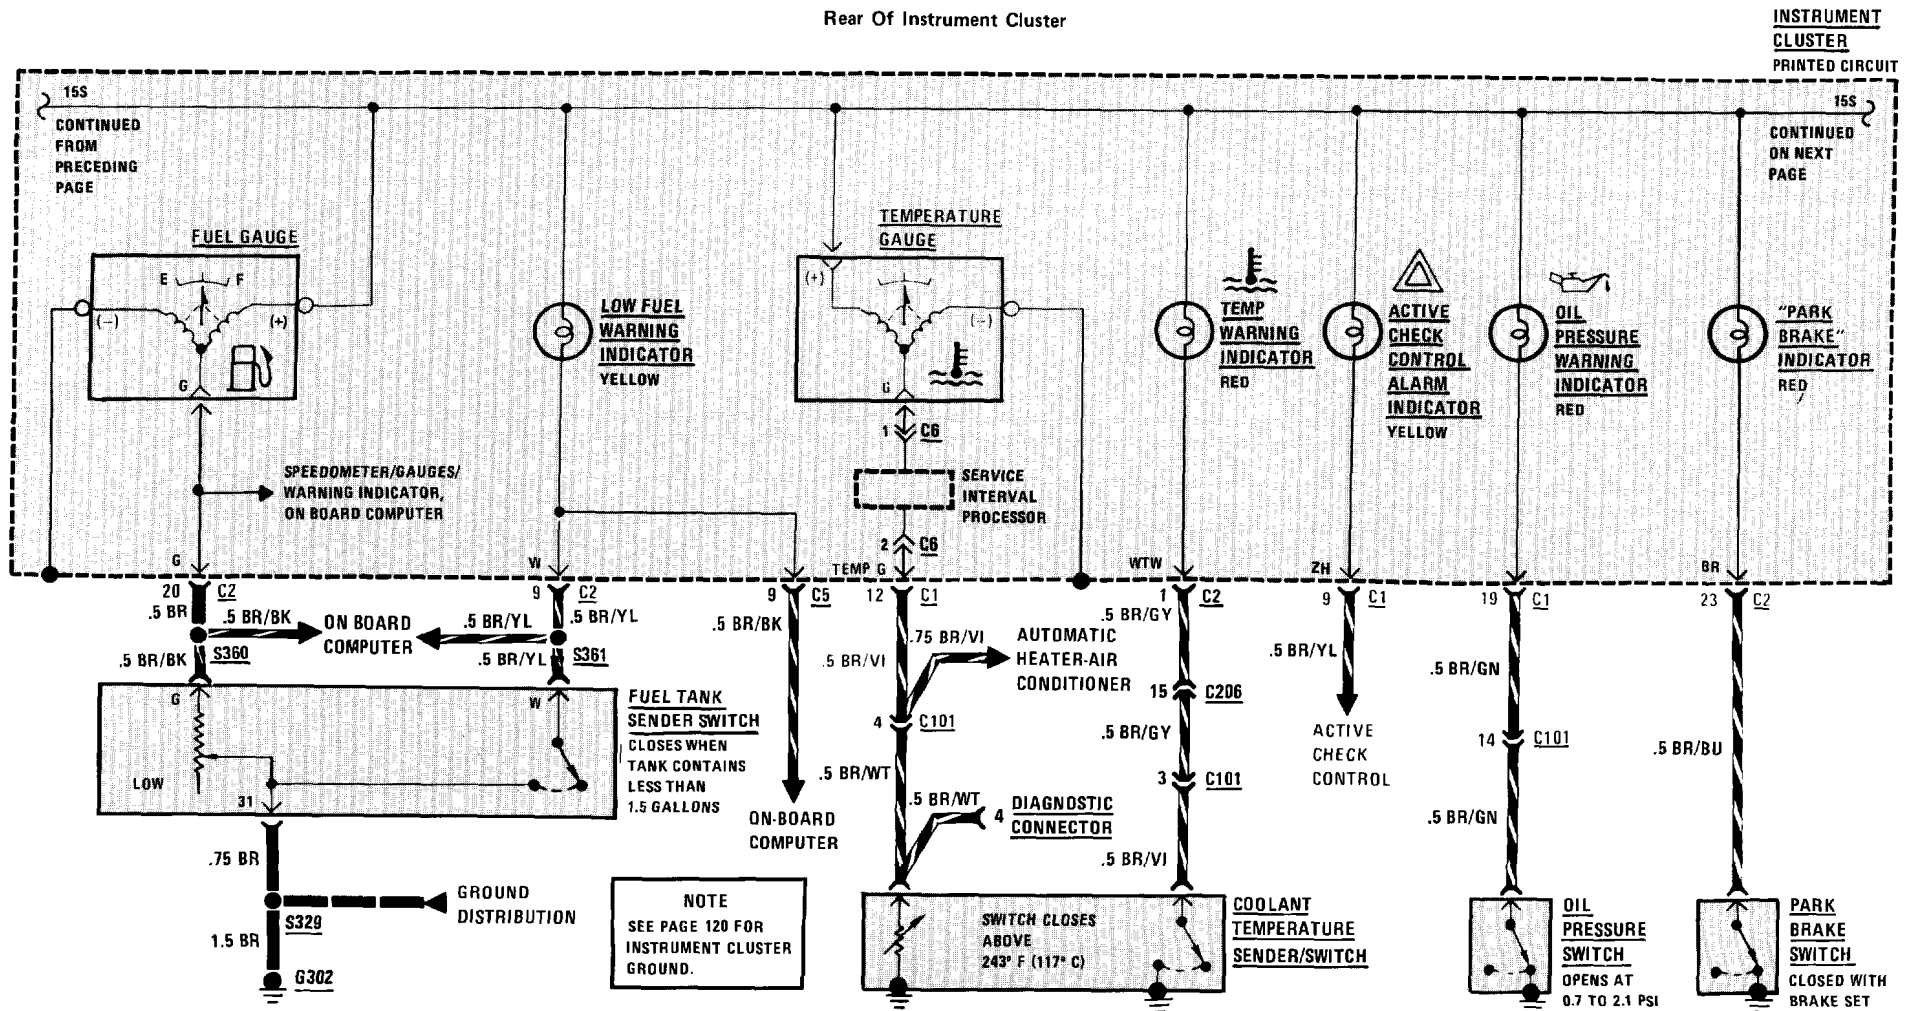 Rear Of Instrument Cluster
INSTRUMENT
CLUSTER
PRINTED CIRCUIT
15S
CONTINUED
FROM
PRECEDING
PAGE
15S
CONTINUED
ON NEXT
PAGE
FUEL GAUGE
E
F
(−)
(+)
G
LOW FUEL
WARNING
INDICATOR
YELLOW
TEMPERATURE
GAUGE
(+)
(−)
G
TEMP
WARNING
INDICATOR
RED
ACTIVE
CHECK
CONTROL
ALARM
INDICATOR
YELLOW
OIL
PRESSURE
WARNING
INDICATOR
RED
"PARK
BRAKE"
INDICATOR
RED
1
C6
SPEEDOMETER/GAUGES/
WARNING INDICATOR,
ON BOARD COMPUTER
SERVICE
INTERVAL
PROCESSOR
2
C6
G
W
TEMP G
WTW
ZH
BR
20
C2
9
C2
9
C5
12
C1
1
C2
9
C1
19
C1
23
C2
.5 BR
.5 BR/BK
ON BOARD
COMPUTER
.5 BR/YL
.5 BR/YL
.5 BR/BK
S360
.5 BR/YL
S361
.5 BR/BK
.5 BR/VI
.75 BR/VI
AUTOMATIC
HEATER-AIR
CONDITIONER
.5 BR/GY
15
C206
.5 BR/GY
3
C101
.5 BR/VI
.5 BR/YL
ACTIVE
CHECK
CONTROL
.5 BR/GN
14
C101
.5 BR/GN
.5 BR/BU
G
W
LOW
31
FUEL TANK
SENDER SWITCH
CLOSES WHEN
TANK CONTAINS
LESS THAN
1.5 GALLONS
ON-BOARD
COMPUTER
4
C101
.5 BR/WT
.5 BR/WT
4
DIAGNOSTIC
CONNECTOR
.75 BR
GROUND
DISTRIBUTION
S329
1.5 BR
G302
NOTE
SEE PAGE 120 FOR
INSTRUMENT CLUSTER
GROUND.
SWITCH CLOSES
ABOVE
243° F (117° C)
COOLANT
TEMPERATURE
SENDER/SWITCH
OIL
PRESSURE
SWITCH
OPENS AT
0.7 TO 2.1 PSI
PARK
BRAKE
SWITCH
CLOSED WITH
BRAKE SET